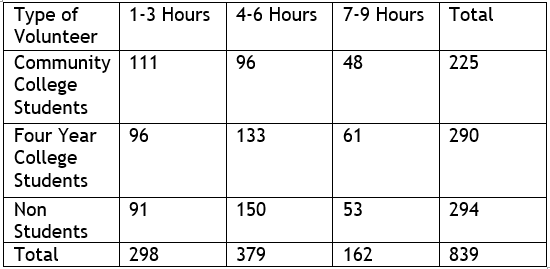 Type of 1-3 Hours 4-6 Hours 7-9 Hours Total
Volunteer
Community 111 96 48 225
College
Students
Four Year 96 133 61 290
College
Students
Non 91 150 53 294
Students
Total 298 379 162 839